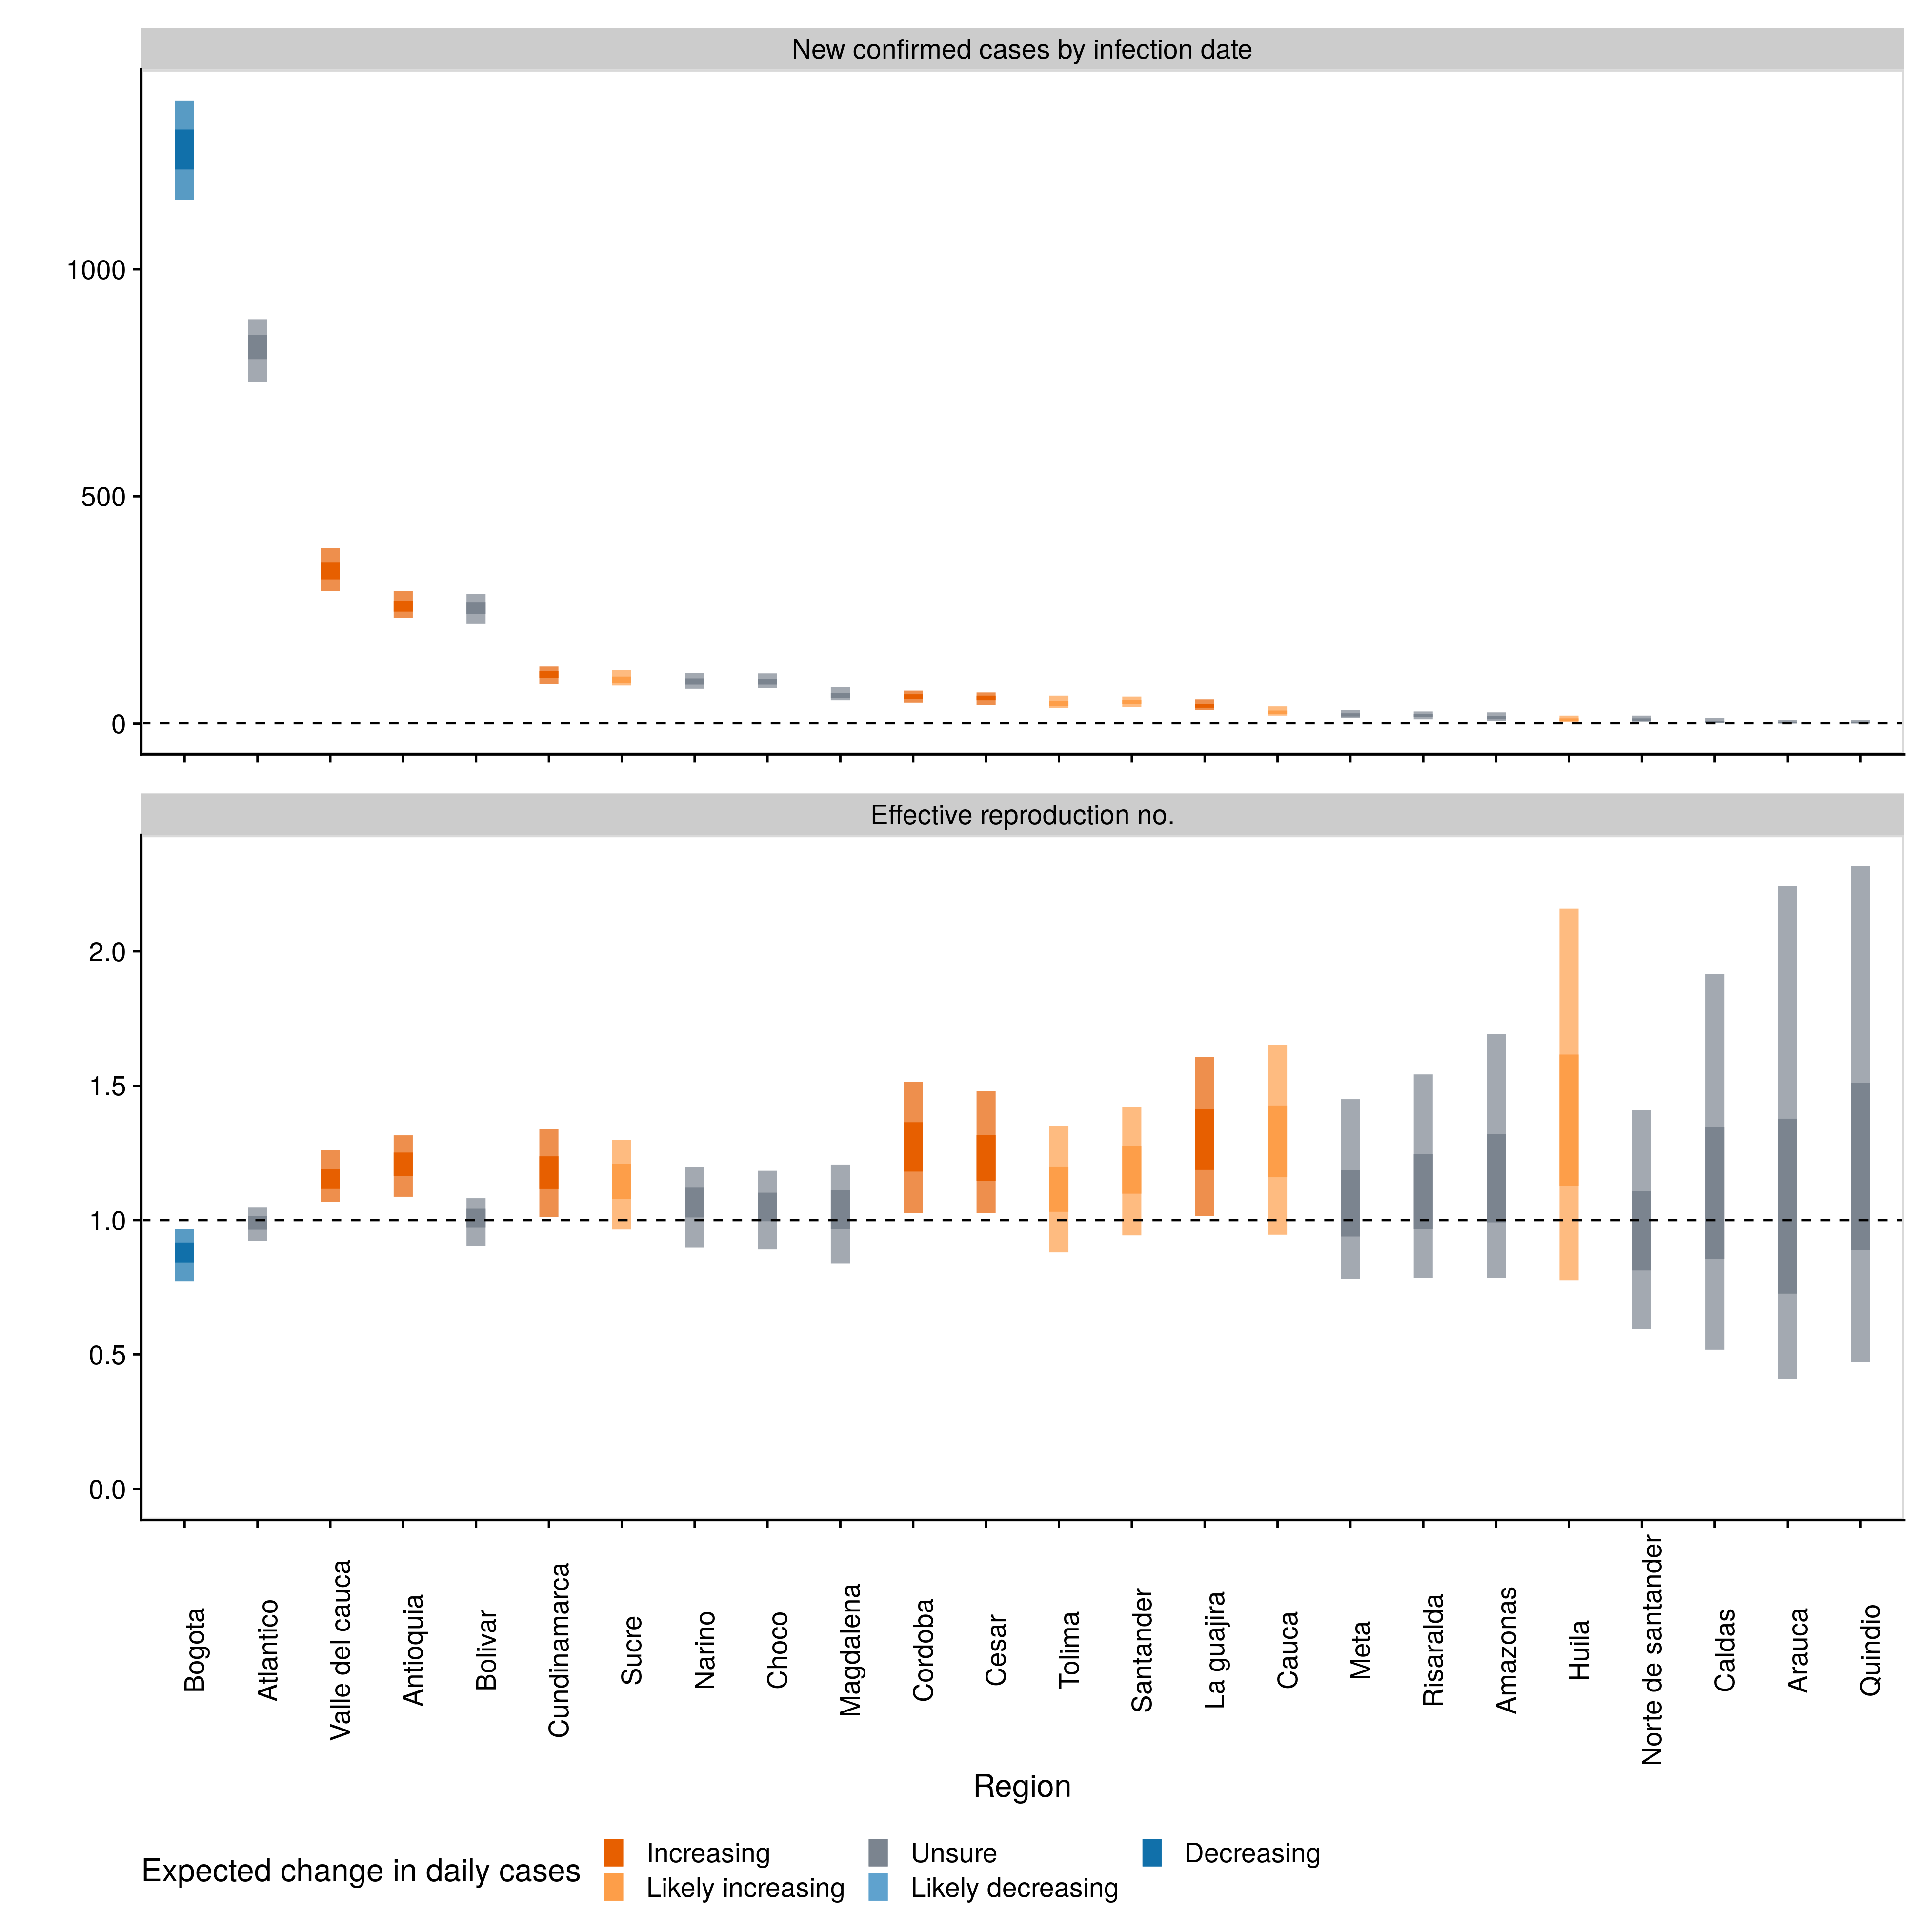 New confirmed cases by infection date
1000
500
0
Effective reproduction no.
2.0
1.5
1.0
0.5
0.0
Bogota
Atlantico
Valle del cauca
Antioquia
Bolivar
Cundinamarca
Sucre
Narino
Choco
Magdalena
Cordoba
Cesar
Tolima
Santander
La guajira
Cauca
Meta
Risaralda
Amazonas
Huila
Norte de santander
Caldas
Arauca
Quindio
Region
Expected change in daily cases
Increasing
Unsure
Decreasing
Likely increasing
Likely decreasing